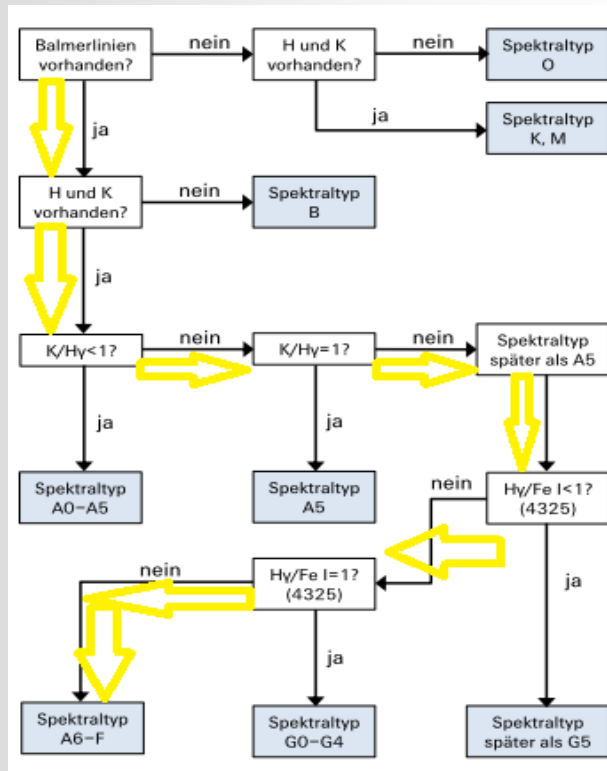 Balmerlinien
vorhanden?
nein
H und K
vorhanden?
nein
Spektraltyp
O
ja
ja
Spektraltyp
K, M
H und K
vorhanden?
nein
Spektraltyp
B
ja
K/Hγ<1?
nein
K/Hγ=1?
nein
Spektraltyp
später als A5
ja
ja
Spektraltyp
A0–A5
Spektraltyp
A5
nein
Hγ/Fe I<1?
(4325)
nein
Hγ/Fe I=1?
(4325)
ja
ja
Spektraltyp
A6–F
Spektraltyp
G0–G4
Spektraltyp
später als G5